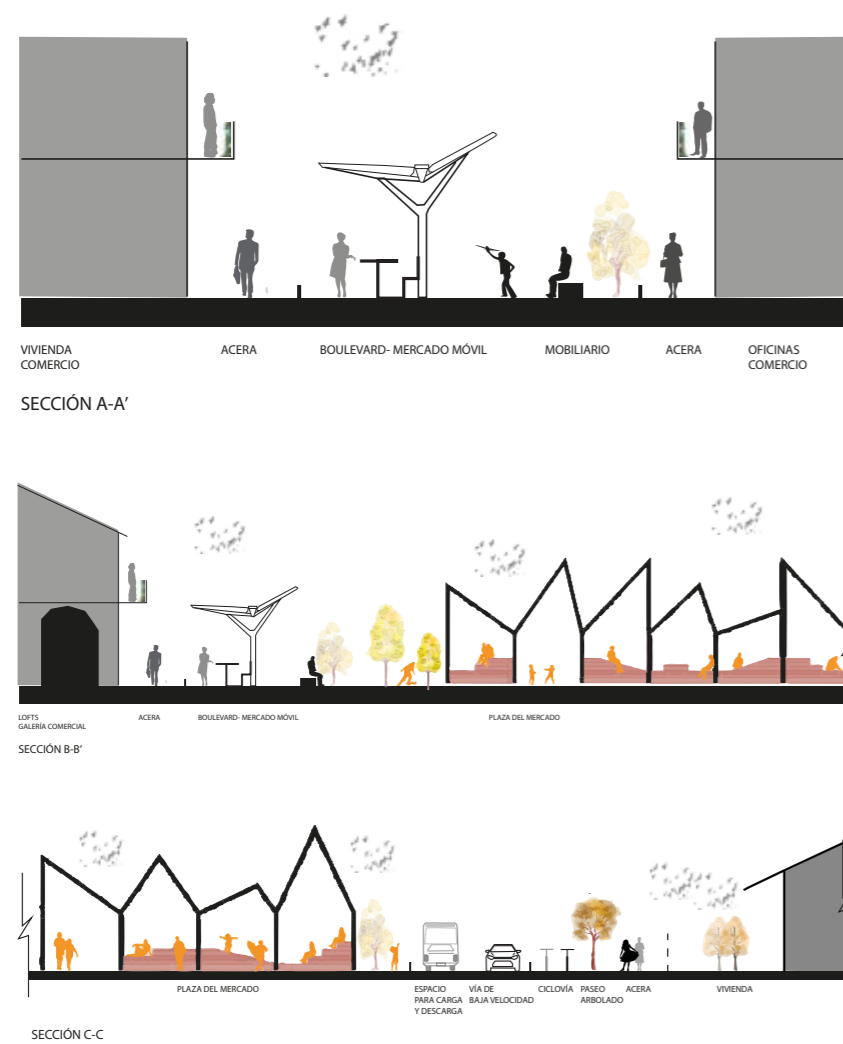 VIVIENDA
COMERCIO
ACERA
BOULEVARD- MERCADO MÓVIL
MOBILIARIO
ACERA
OFICINAS
COMERCIO
SECCIÓN A-A’
LOFTS
GALERÍA COMERCIAL
ACERA
BOULEVARD- MERCADO MÓVIL
PLAZA DEL MERCADO
SECCIÓN B-B’
PLAZA DEL MERCADO
ESPACIO
PARA CARGA
Y DESCARGA
VÍA DE
BAJA VELOCIDAD
CICLOVÍA
PASEO
ARBOLADO
ACERA
VIVIENDA
SECCIÓN C-C